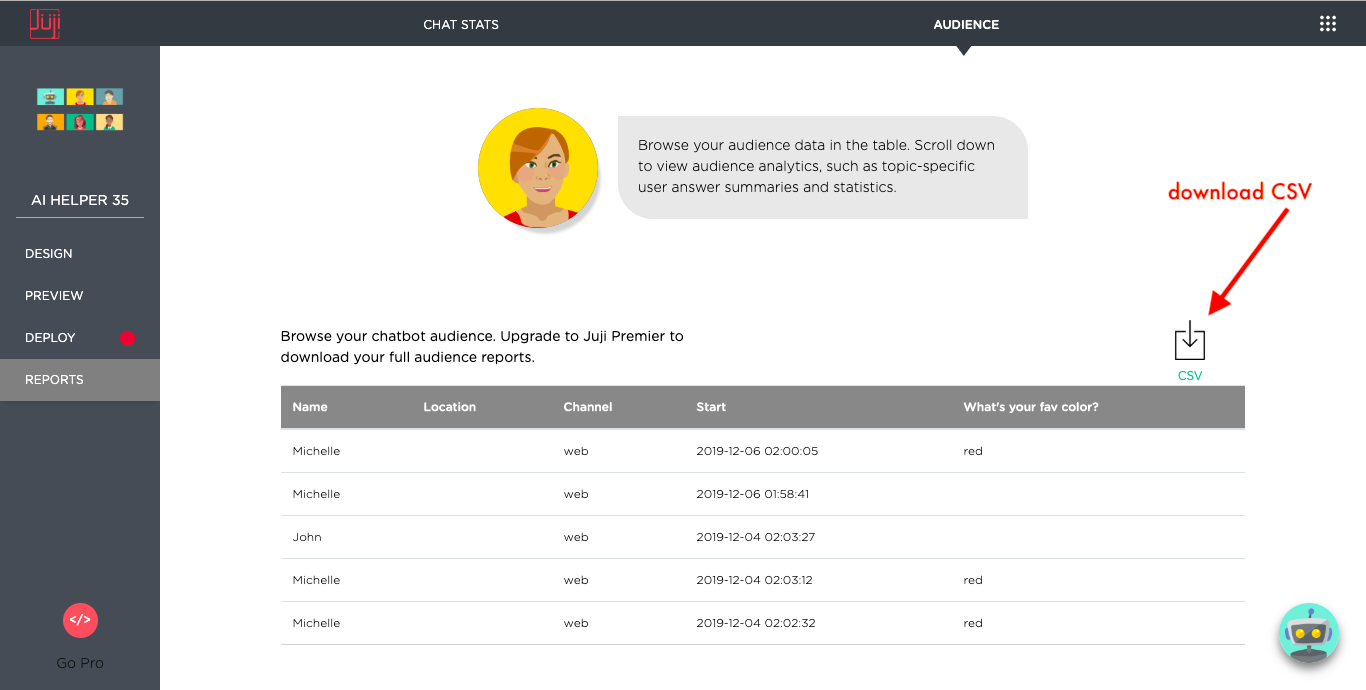 Juji
CHAT STATS
AUDIENCE
AI HELPER 35
DESIGN
PREVIEW
DEPLOY
REPORTS
</>
Go Pro
Browse your audience data in the table. Scroll down
to view audience analytics, such as topic-specific
user answer summaries and statistics.
download CSV
Browse your chatbot audience. Upgrade to Juji Premier to
download your full audience reports.
CSV
Name Location Channel Start What's your fav color?
Michelle web 2019-12-06 02:00:05 red
Michelle web 2019-12-06 01:58:41
John web 2019-12-04 02:03:27
Michelle web 2019-12-04 02:03:12 red
Michelle web 2019-12-04 02:02:32 red